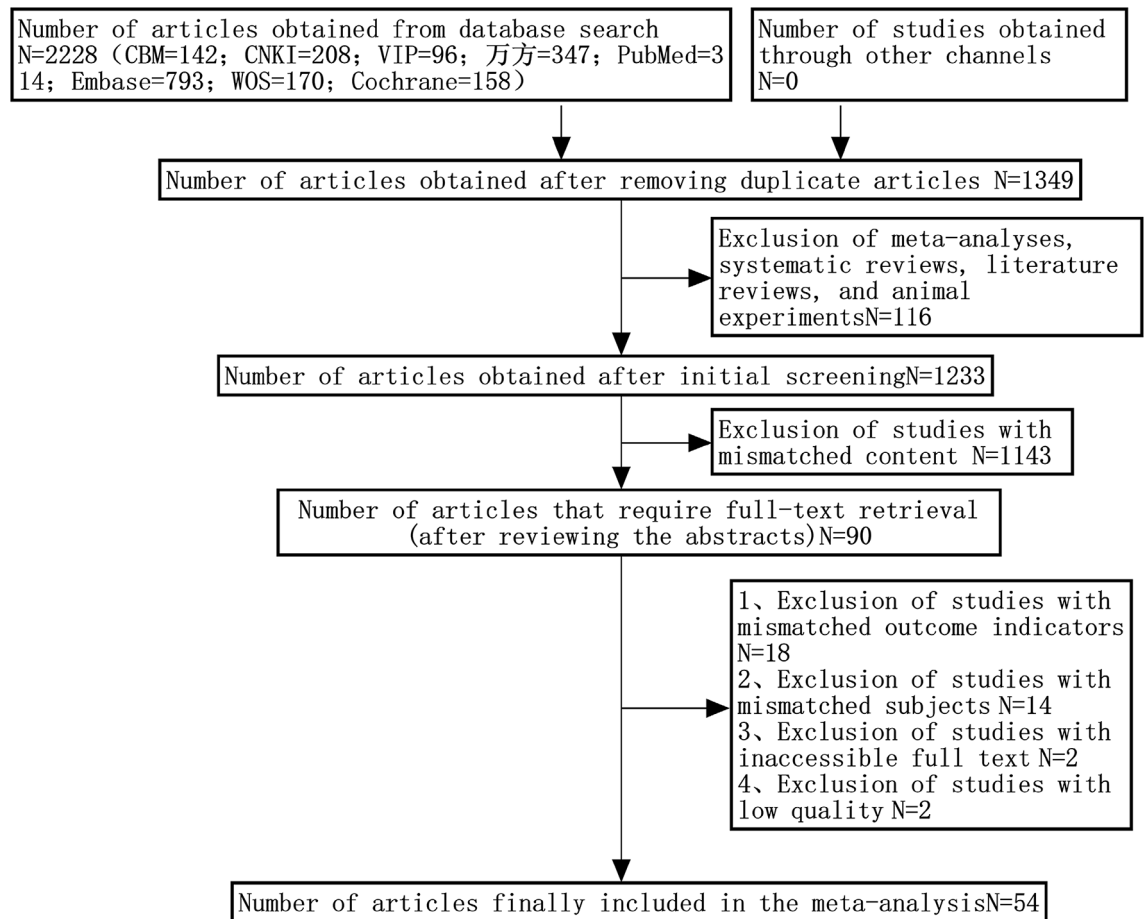 Number of articles obtained from database search
N=2228（CBM=142；CNKI=208；VIP=96；万方=347；PubMed=3
14；Embase=793；WOS=170；Cochrane=158）
Number of studies obtained
through other channels
N=0
Number of articles obtained after removing duplicate articles N=1349
Exclusion of meta-analyses,
systematic reviews, literature
reviews, and animal
experimentsN=116
Number of articles obtained after initial screeningN=1233
Exclusion of studies with
mismatched content N=1143
Number of articles that require full-text retrieval
(after reviewing the abstracts)N=90
1、Exclusion of studies with
mismatched outcome indicators
N=18
2、Exclusion of studies with
mismatched subjects N=14
3、Exclusion of studies with
inaccessible full text N=2
4、Exclusion of studies with
low quality N=2
Number of articles finally included in the meta-analysisN=54